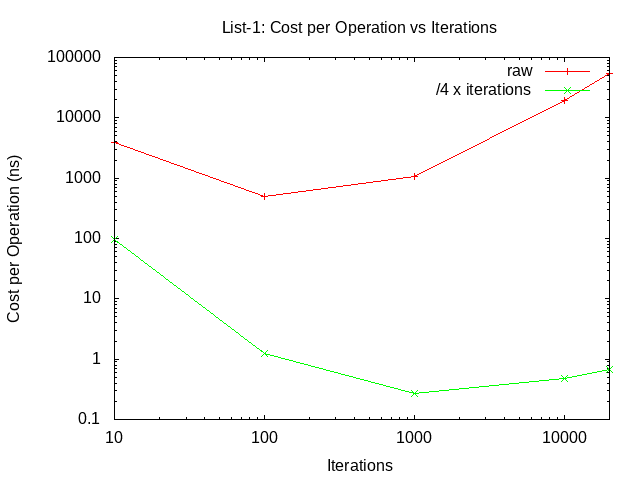 List-1: Cost per Operation vs Iterations
raw
/4 x iterations
Cost per Operation (ns)
100000
10000
1000
100
10
1
0.1
10 100 1000 10000
Iterations